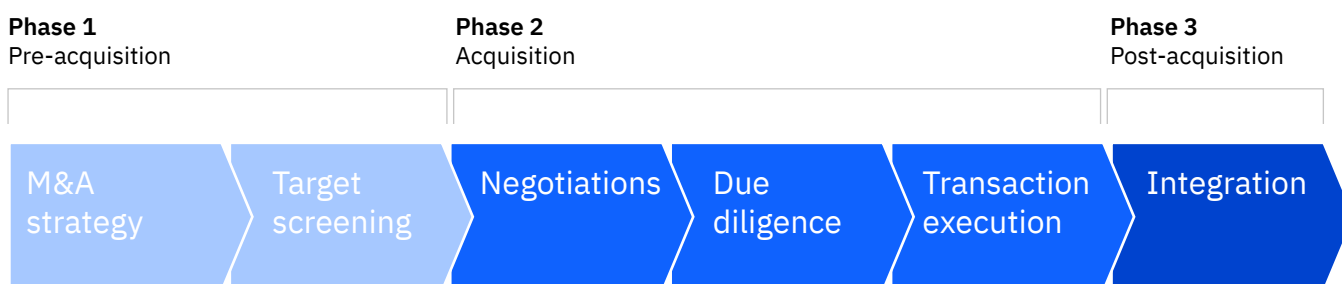 Phase 1
Pre-acquisition
Phase 2
Acquisition
Phase 3
Post-acquisition
M&A
strategy
Target
screening
Negotiations
Due
diligence
Transaction
execution
Integration